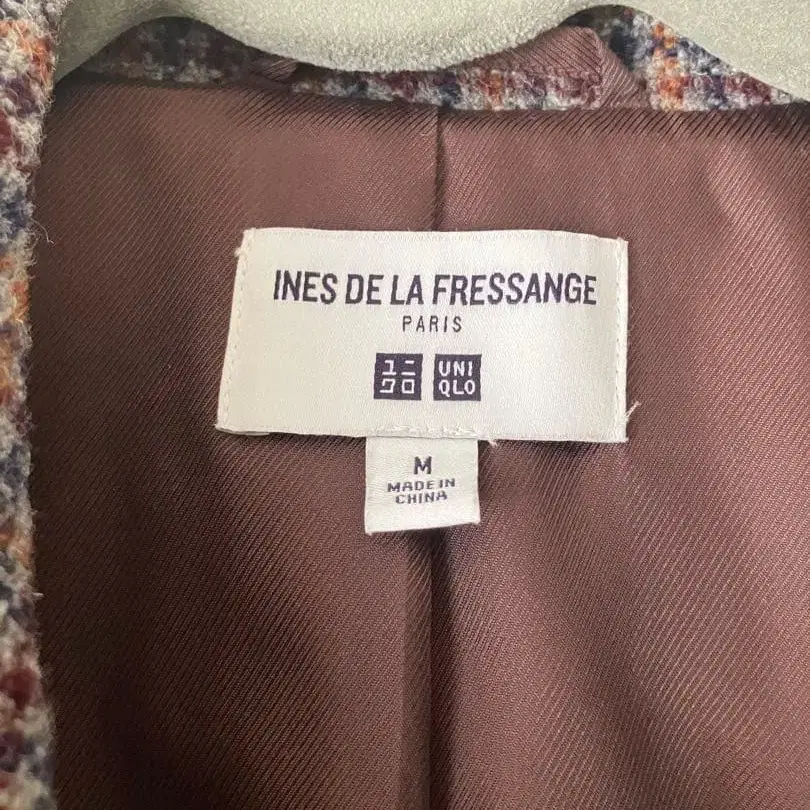 INES DE LA FRESSANGE
PARIS
ユニ UNI
クロ QLO
M
MADE IN
CHINA